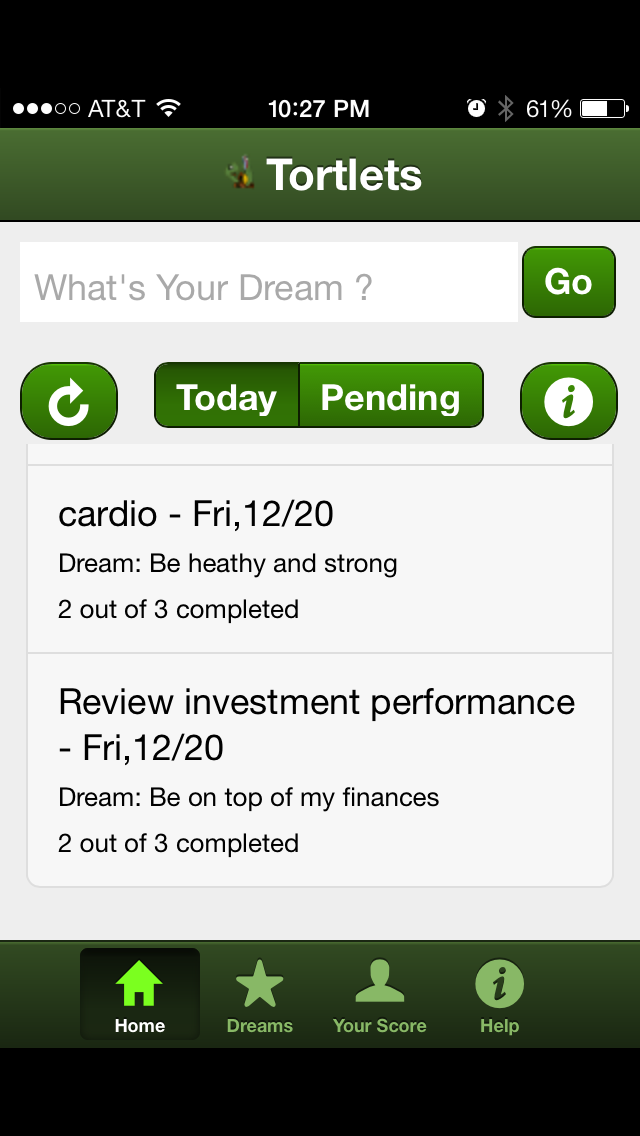 AT&T 10:27 PM 61%
Tortlets
What's Your Dream ?
Go
Today Pending
cardio - Fri,12/20
Dream: Be heathy and strong
2 out of 3 completed
Review investment performance
- Fri,12/20
Dream: Be on top of my finances
2 out of 3 completed
Home Dreams Your Score Help